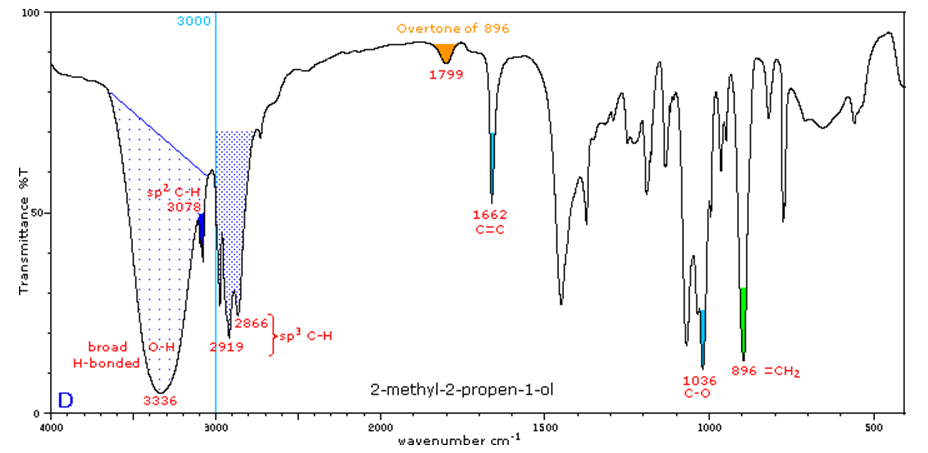 100
3000
Overtone of 896
1799
sp² C-H
3078
Transmittance %T
50
1662
C=C
2866
sp³ C-H
2919
broad O-H
H-bonded
3336
D
2-methyl-2-propen-1-ol
1036
C-O
896 =CH₂
0
4000 3000 2000 1500 1000 500
wavenumber cm⁻¹